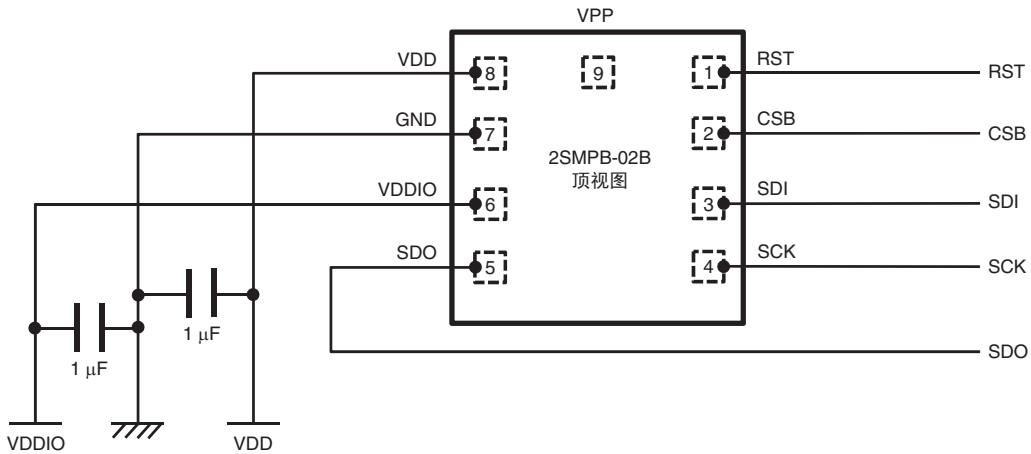 VPP
VDD
8
9
1
RST
RST
GND
7
2
CSB
CSB
2SMPB-02B
顶视图
VDDIO
6
3
SDI
SDI
SDO
5
4
SCK
SCK
1 μF
1 μF
SDO
VDDIO
VDD